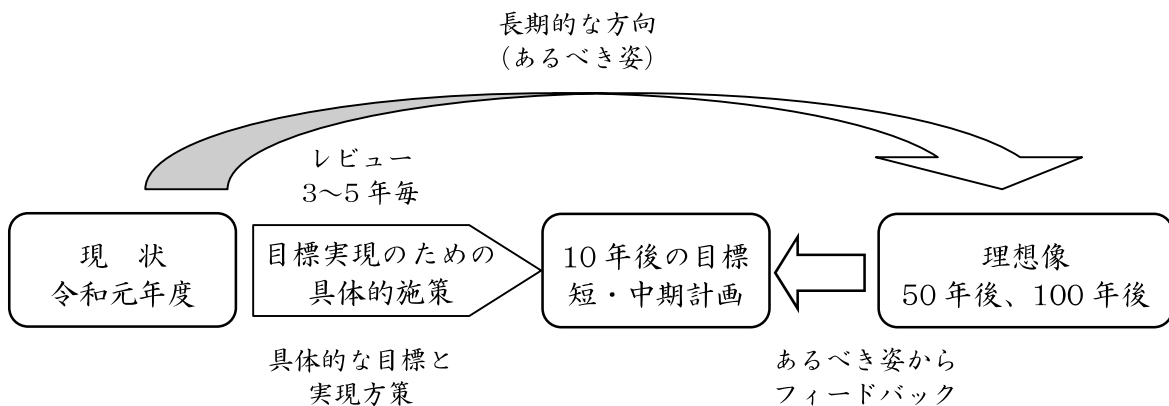 長期的な方向
(あるべき姿)
レビュー
3～5年毎
現　状
令和元年度
目標実現のための
具体的施策
10年後の目標
短・中期計画
理想像
50年後、100年後
具体的な目標と
実現方策
あるべき姿から
フィードバック